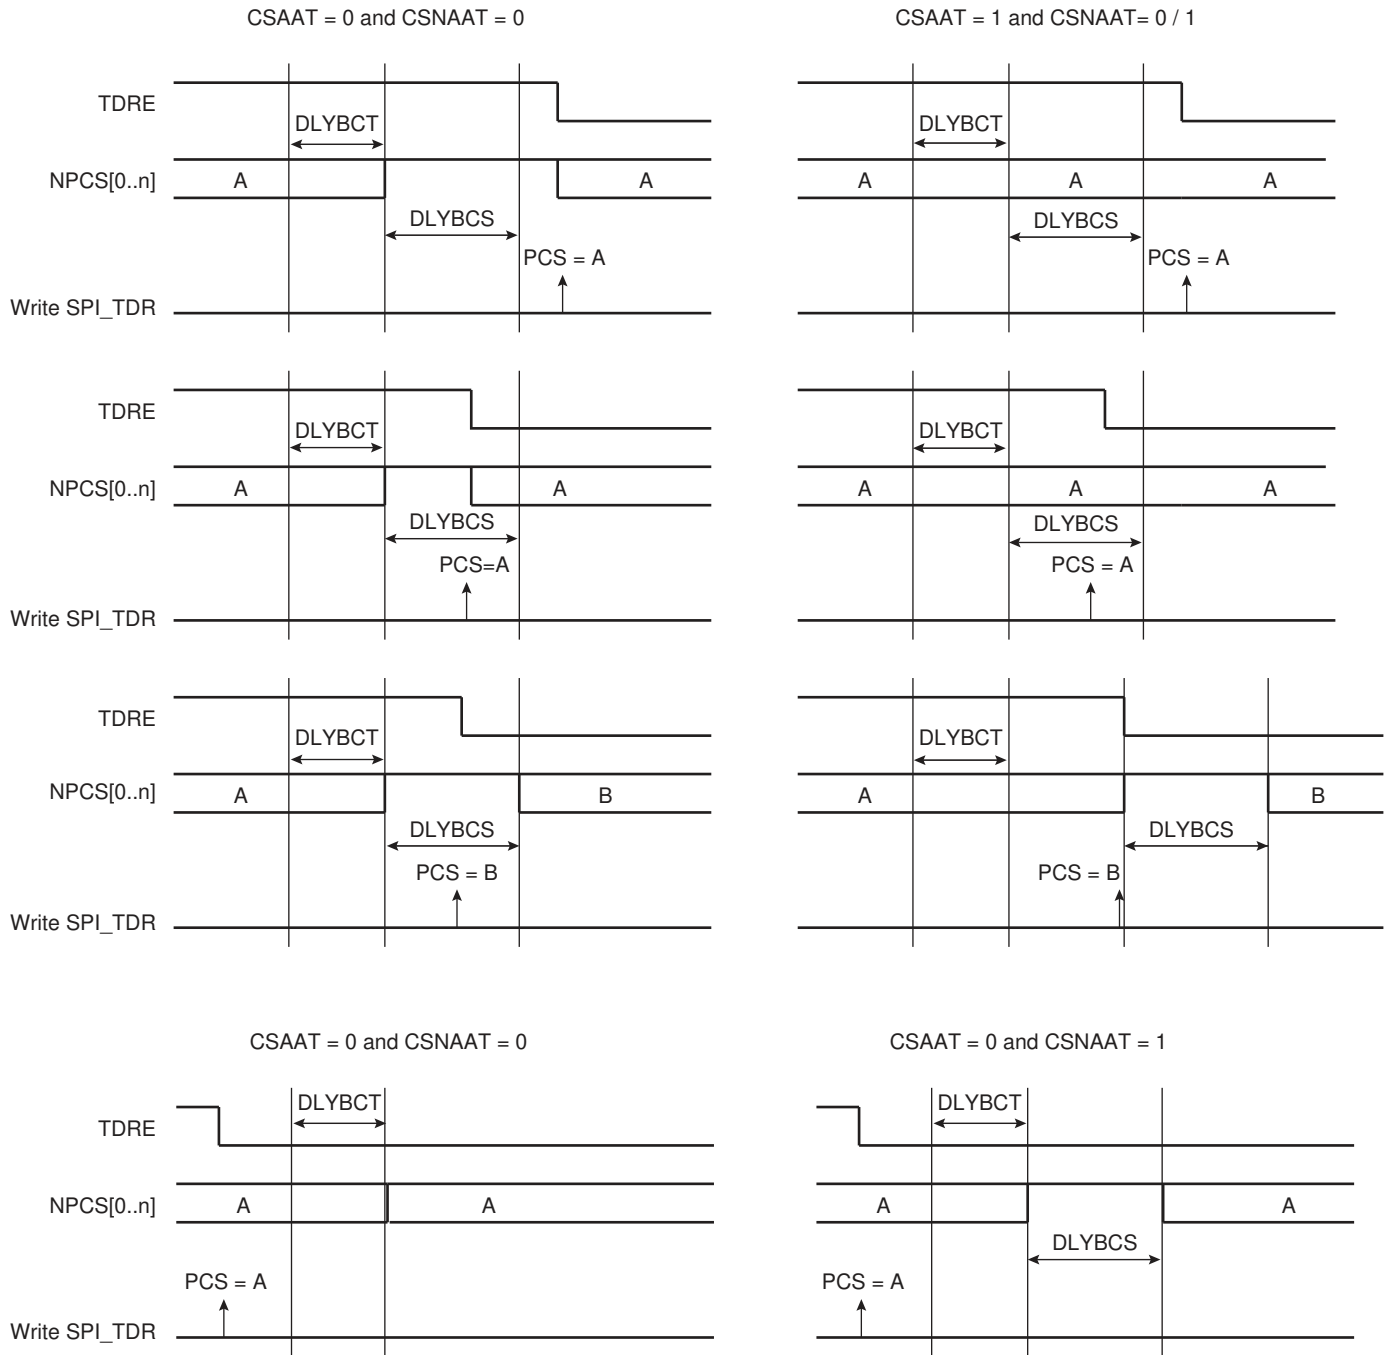 CSAAT = 0 and CSNAAT = 0
CSAAT = 1 and CSNAAT= 0 / 1
TDRE
DLYBCT
DLYBCT
NPCS[0..n]
A
A
A
A
A
DLYBCS
DLYBCS
PCS = A
PCS = A
Write SPI_TDR
TDRE
DLYBCT
DLYBCT
NPCS[0..n]
A
A
A
A
A
DLYBCS
DLYBCS
PCS=A
PCS = A
Write SPI_TDR
TDRE
DLYBCT
DLYBCT
NPCS[0..n]
A
B
A
B
DLYBCS
DLYBCS
PCS = B
PCS = B
Write SPI_TDR
CSAAT = 0 and CSNAAT = 0
CSAAT = 0 and CSNAAT = 1
DLYBCT
DLYBCT
TDRE
NPCS[0..n]
A
A
A
A
DLYBCS
PCS = A
PCS = A
Write SPI_TDR